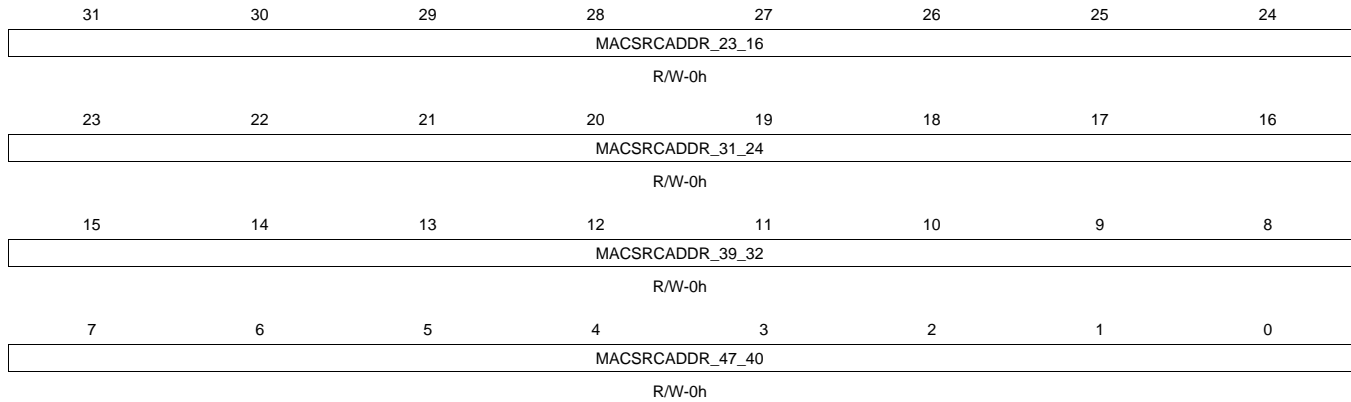 31 30 29 28 27 26 25 24
MACSRCADDR_23_16
R/W-0h
23 22 21 20 19 18 17 16
MACSRCADDR_31_24
R/W-0h
15 14 13 12 11 10 9 8
MACSRCADDR_39_32
R/W-0h
7 6 5 4 3 2 1 0
MACSRCADDR_47_40
R/W-0h